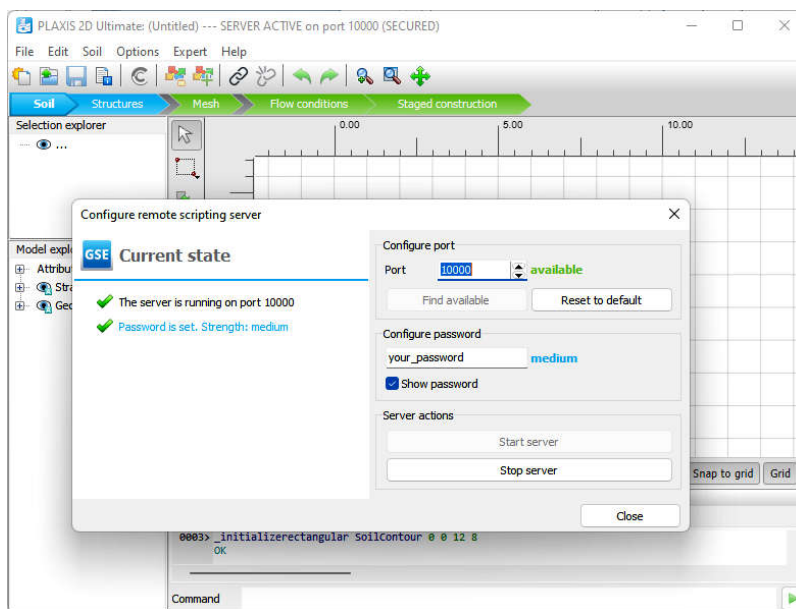 PLAXIS 2D Ultimate: (Untitled) --- SERVER ACTIVE on port 10000 (SECURED)
File Edit Soil Options Expert Help
Soil Structures Mesh Flow conditions Staged construction
Selection explorer
...
0.00 5.00 10.00
Configure remote scripting server
GSE Current state
The server is running on port 10000
Password is set. Strength: medium
Configure port
Port 10000 available
Find available Reset to default
Configure password
your_password medium
Show password
Server actions
Start server
Stop server
Close
Snap to grid Grid
0003> _initializerectangular SoilContour 0 0 12 8
OK
Command